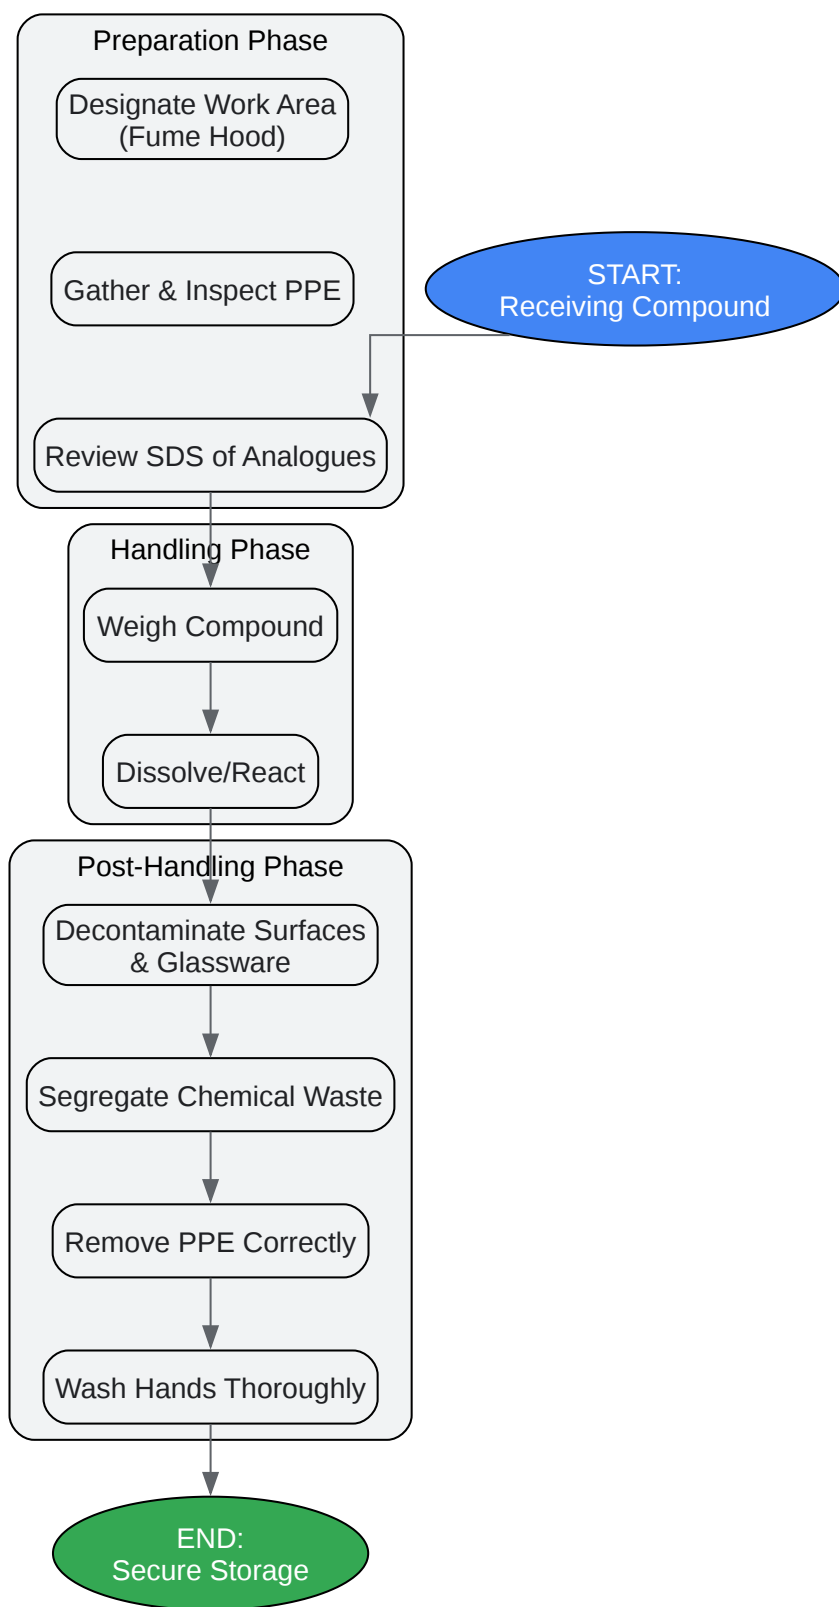 Preparation Phase
Designate Work Area
(Fume Hood)
Gather & Inspect PPE
START:
Receiving Compound
Review SDS of Analogues
Handling Phase
Weigh Compound
Dissolve/React
Post-Handling Phase
Decontaminate Surfaces
& Glassware
Segregate Chemical Waste
Remove PPE Correctly
Wash Hands Thoroughly
END:
Secure Storage